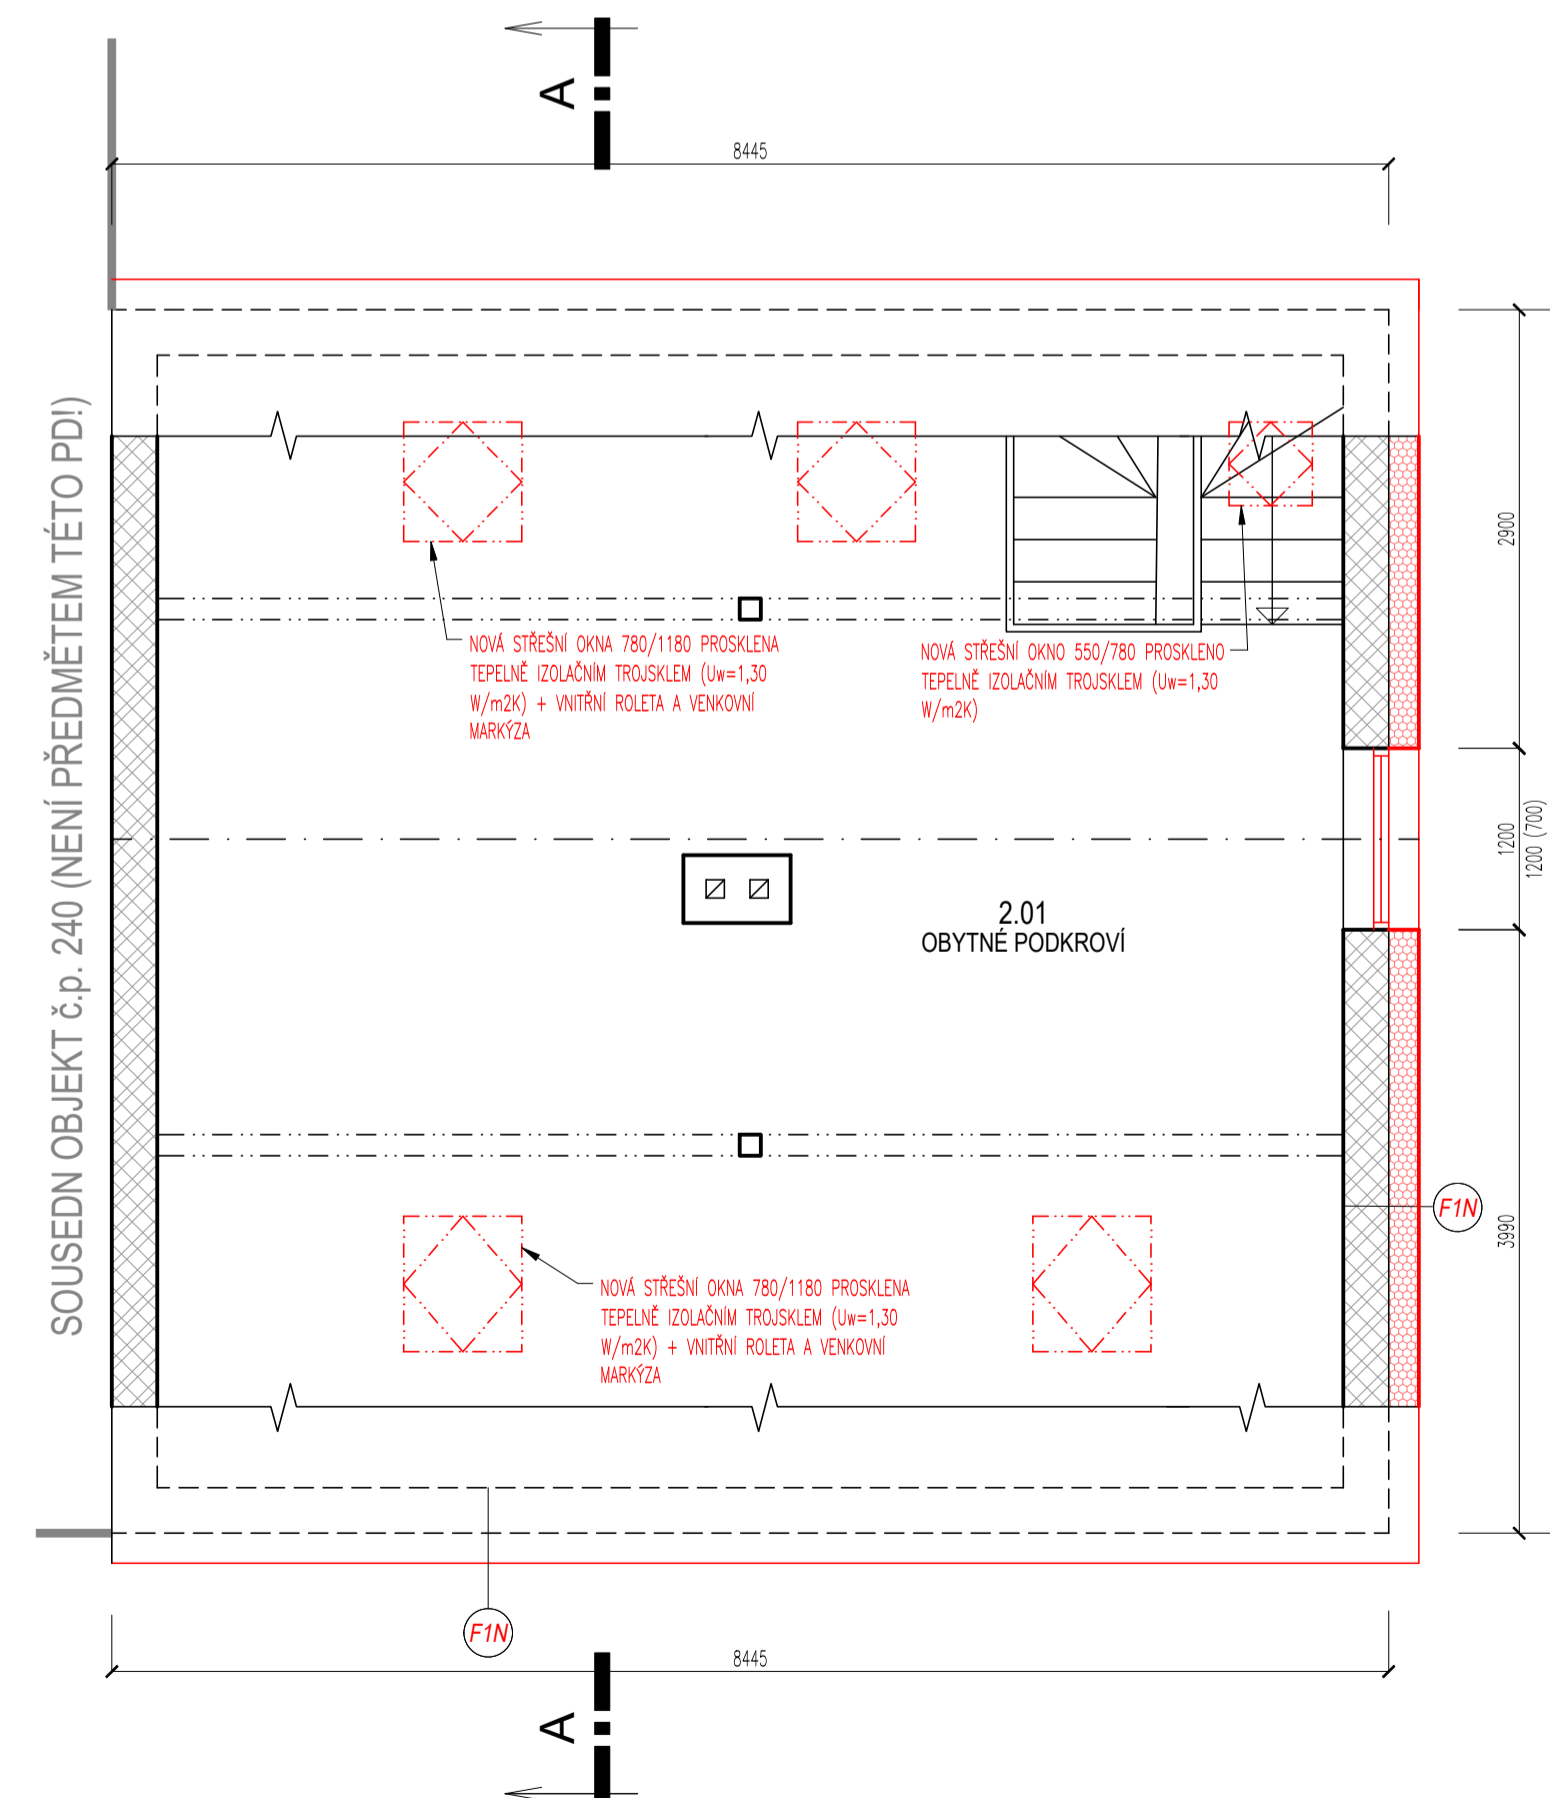 A
8445
SOUSEDN OBJEKT č.p. 240 (NENÍ PŘEDMĚTEM TÉTO PD!)
2900
NOVÁ STŘEŠNÍ OKNA 780/1180 PROSKLENA
TEPELNĚ IZOLAČNÍM TROJSKLEM (Uw=1,30
W/m2K) + VNITŘNÍ ROLETA A VENKOVNÍ
MARKÝZA
NOVÁ STŘEŠNÍ OKNO 550/780 PROSKLENO
TEPELNĚ IZOLAČNÍM TROJSKLEM (Uw=1,30
W/m2K)
1200
1200 (700)
2.01
OBYTNÉ PODKROVÍ
F1N
3990
NOVÁ STŘEŠNÍ OKNA 780/1180 PROSKLENA
TEPELNĚ IZOLAČNÍM TROJSKLEM (Uw=1,30
W/m2K) + VNITŘNÍ ROLETA A VENKOVNÍ
MARKÝZA
F1N
8445
A